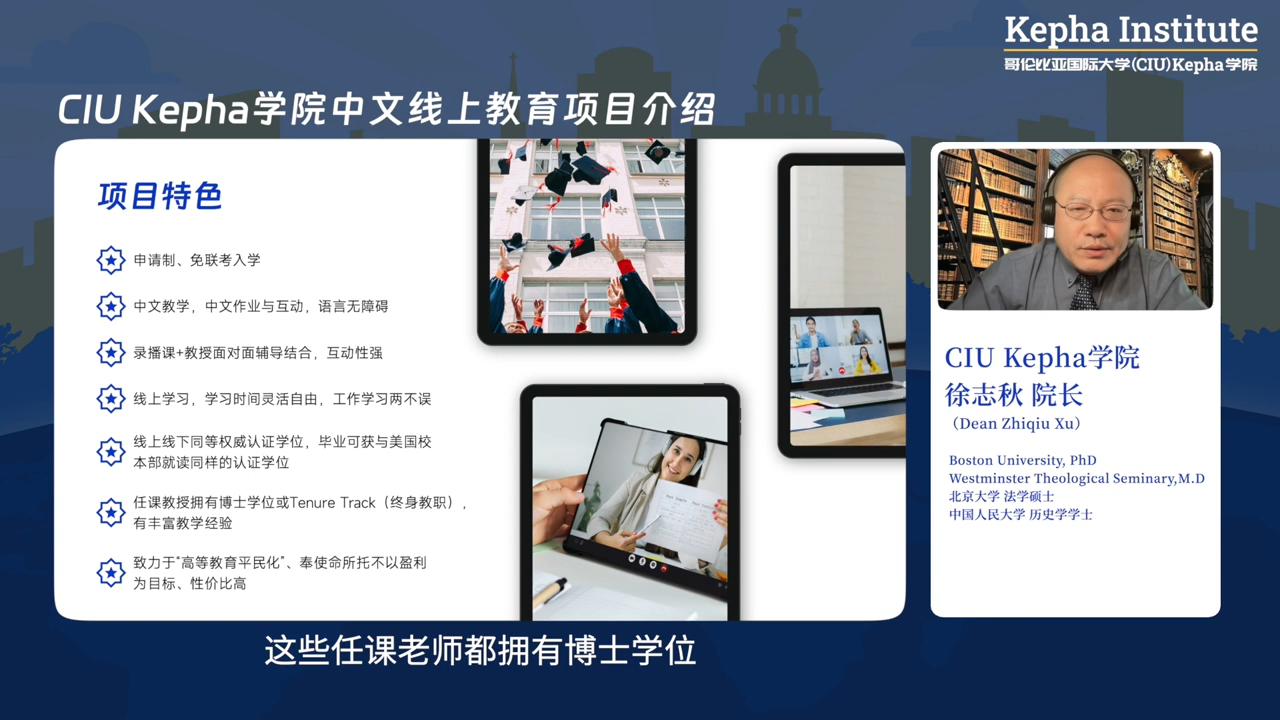 Kepha Institute
哥伦比亚国际大学(CIU)Kepha学院
CIU Kepha学院中文线上教育项目介绍
项目特色
申请制、免联考入学
中文教学，中文作业与互动，语言无障碍
录播课+教授面对面辅导结合，互动性强
线上学习，学习时间灵活自由，工作学习两不误
线上线下同等权威认证学位，毕业可获与美国校
本部就读同样的认证学位
任课教授拥有博士学位或Tenure Track（终身教职），
有丰富教学经验
致力于“高等教育平民化”、奉使命所托不以盈利
为目标、性价比高
CIU Kepha学院
徐志秋 院长
（Dean Zhiqiu Xu）
Boston University, PhD
Westminster Theological Seminary,M.D
北京大学 法学硕士
中国人民大学 历史学学士
这些任课老师都拥有博士学位